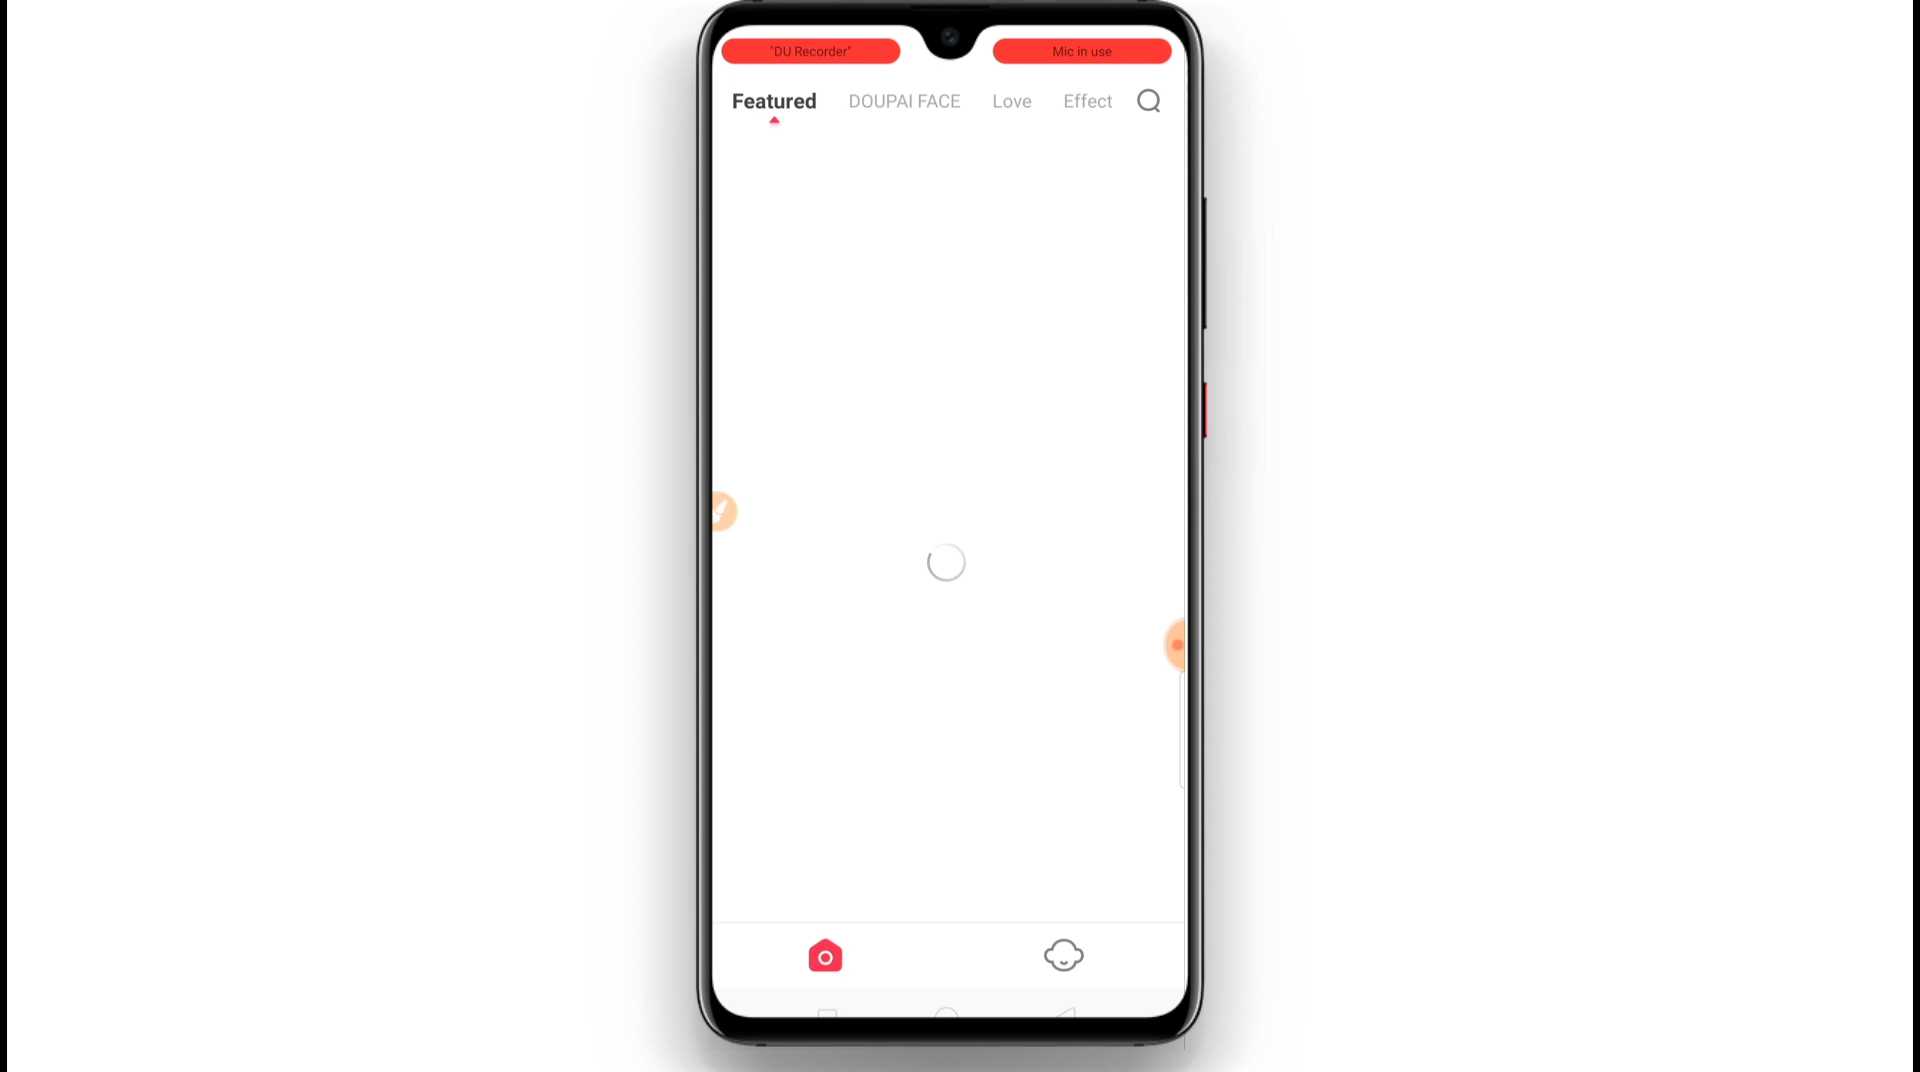 "DU Recorder"
Mic in use
Featured
DOUPAI FACE
Love
Effect